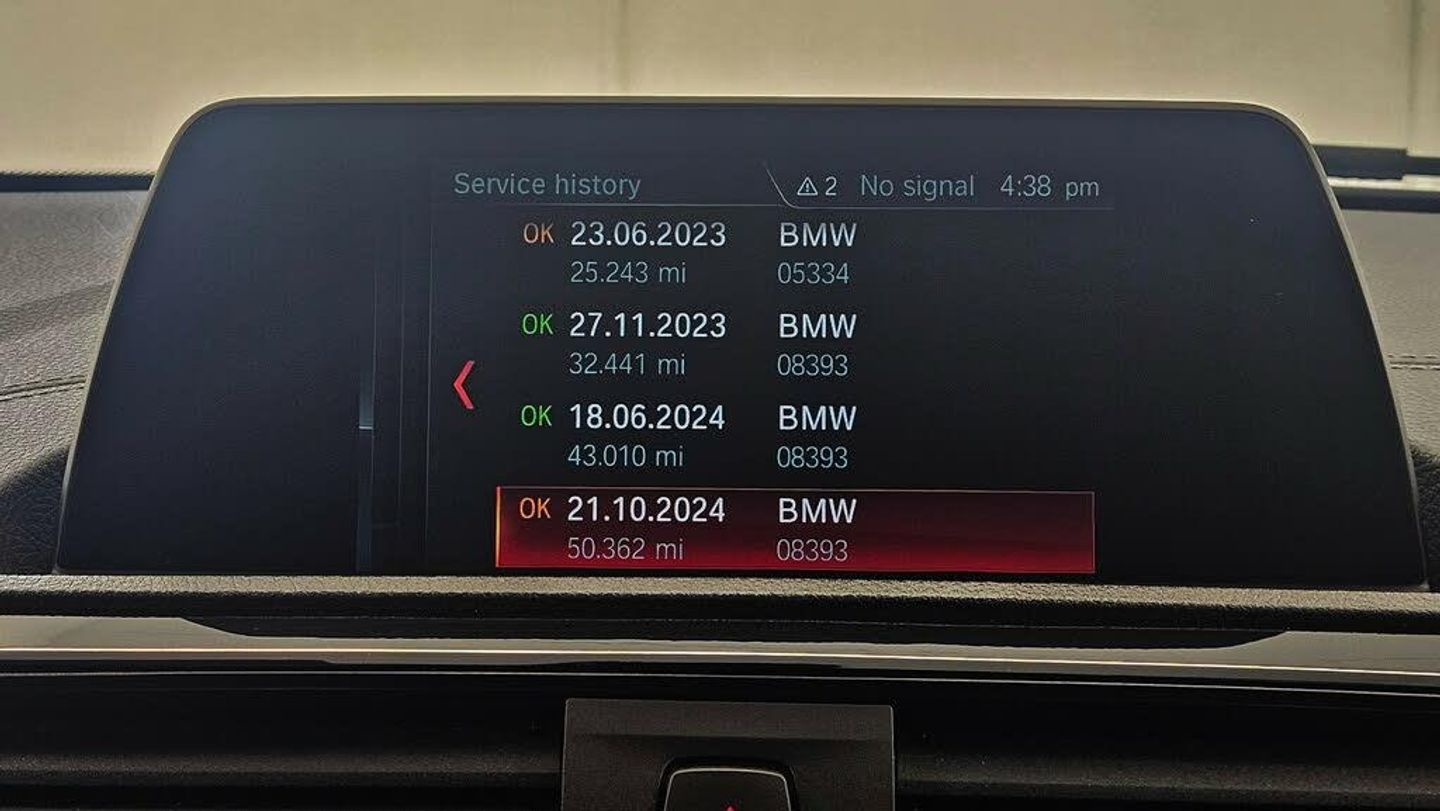 Service history
2 No signal 4:38 pm
OK 23.06.2023 BMW
25.243 mi 05334
OK 27.11.2023 BMW
32.441 mi 08393
OK 18.06.2024 BMW
43.010 mi 08393
OK 21.10.2024 BMW
50.362 mi 08393